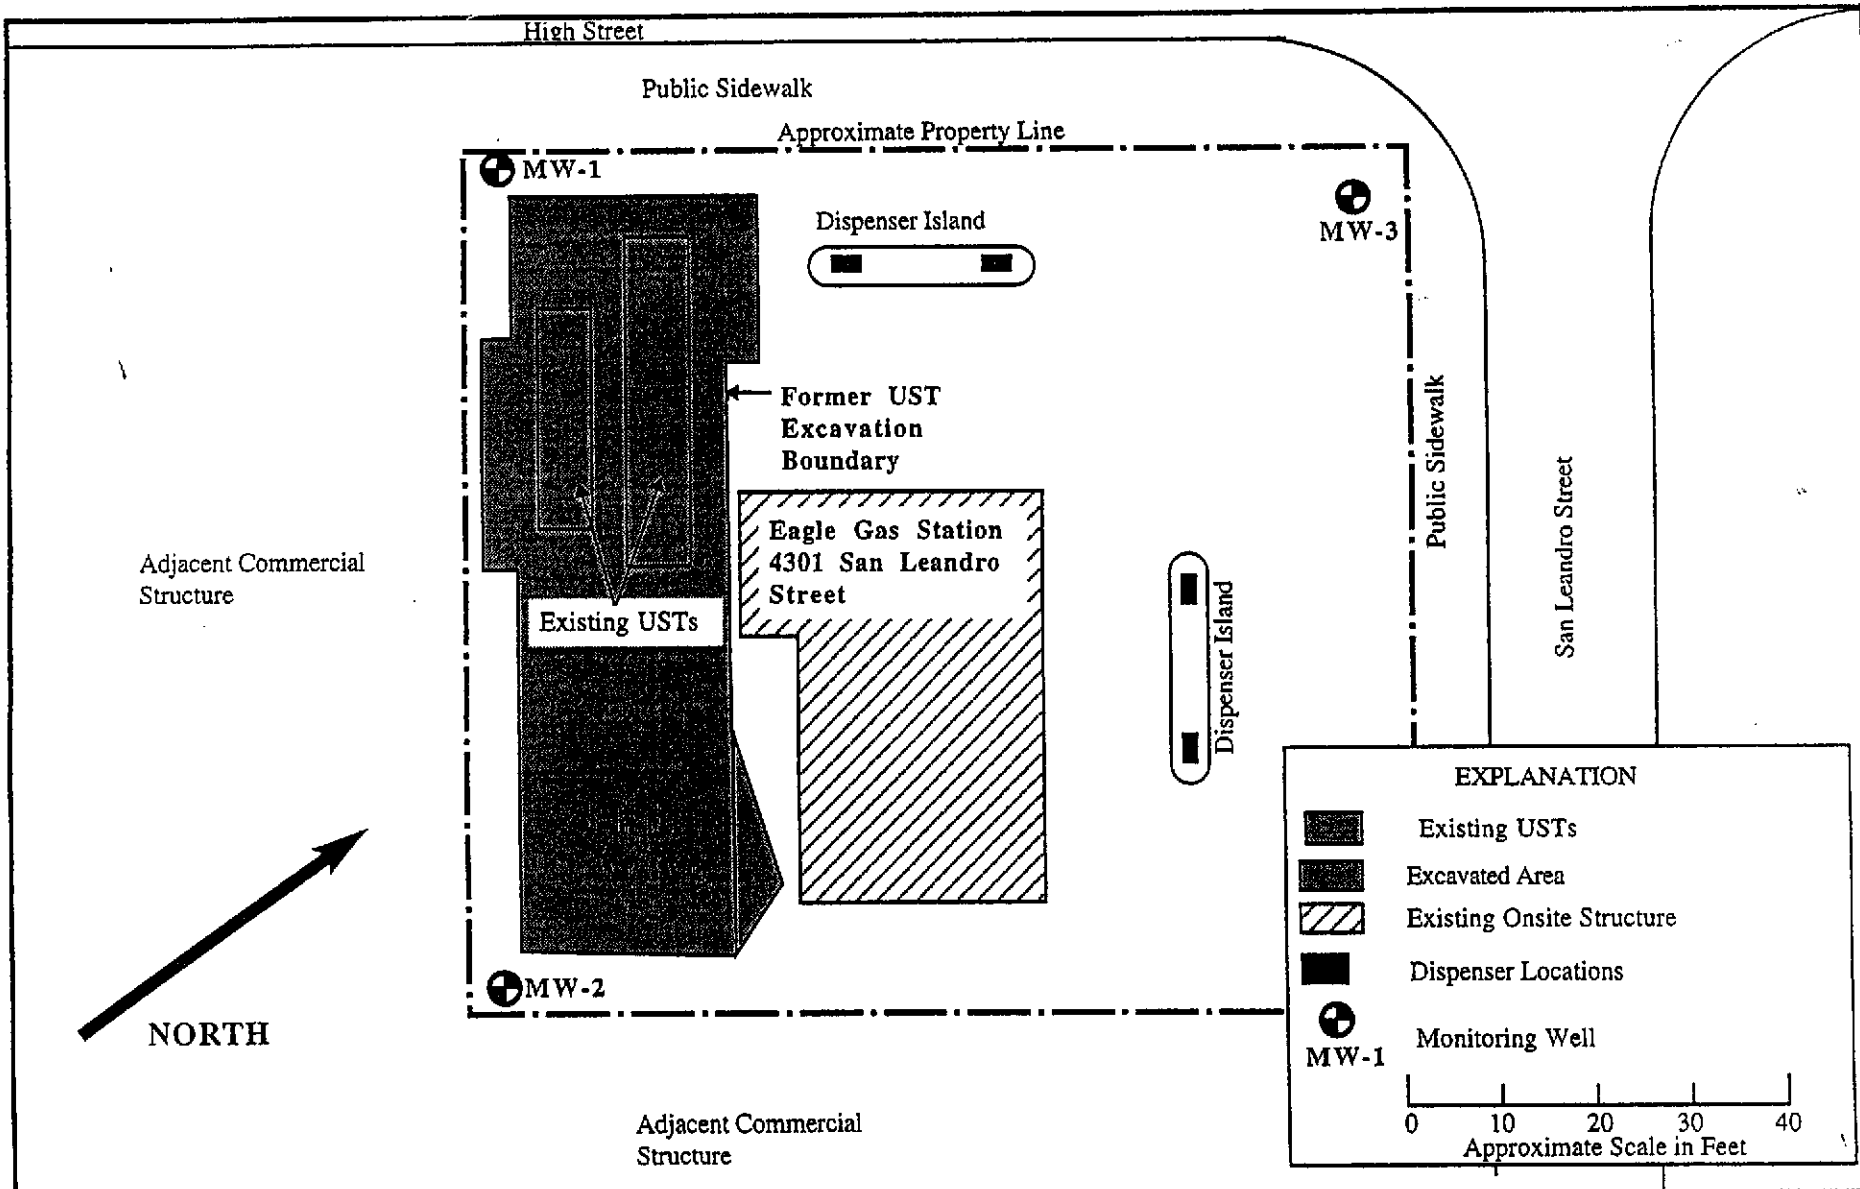 High Street
Public Sidewalk
Approximate Property Line
MW-1
Dispenser Island
MW-3
Former UST
Excavation
Boundary
Public Sidewalk
San Leandro Street
Eagle Gas Station
4301 San Leandro
Street
Adjacent Commercial
Structure
Existing USTs
Dispenser Island
EXPLANATION
Existing USTs
Excavated Area
Existing Onsite Structure
Dispenser Locations
Monitoring Well
MW-1
0 10 20 30 40
Approximate Scale in Feet
MW-2
NORTH
Adjacent Commercial
Structure